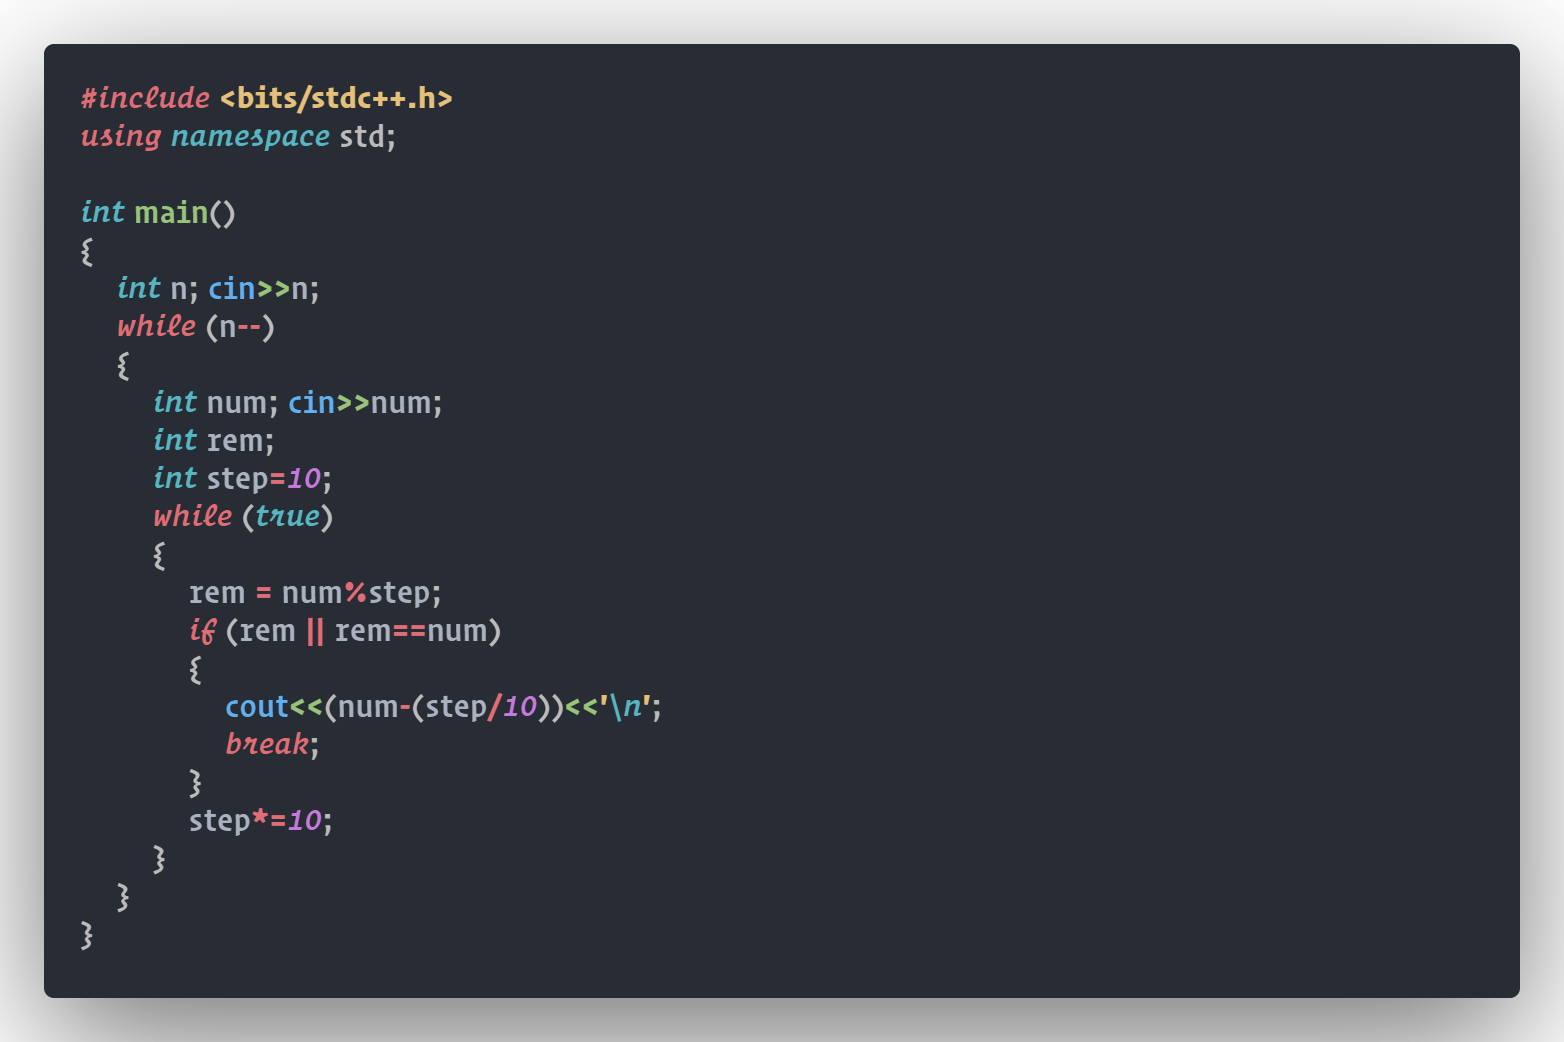 #include <bits/stdc++.h>
using namespace std;
int main()
{
int n; cin>>n;
while (n--)
{
int num; cin>>num;
int rem;
int step=10;
while (true)
{
rem = num%step;
if (rem || rem==num)
{
cout<<(num-(step/10))<<'\n';
break;
}
step*=10;
}
}
}